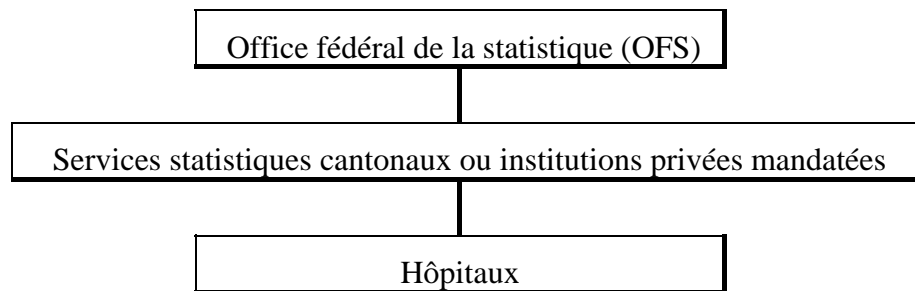 Office fédéral de la statistique (OFS)
Services statistiques cantonaux ou institutions privées mandatées
Hôpitaux